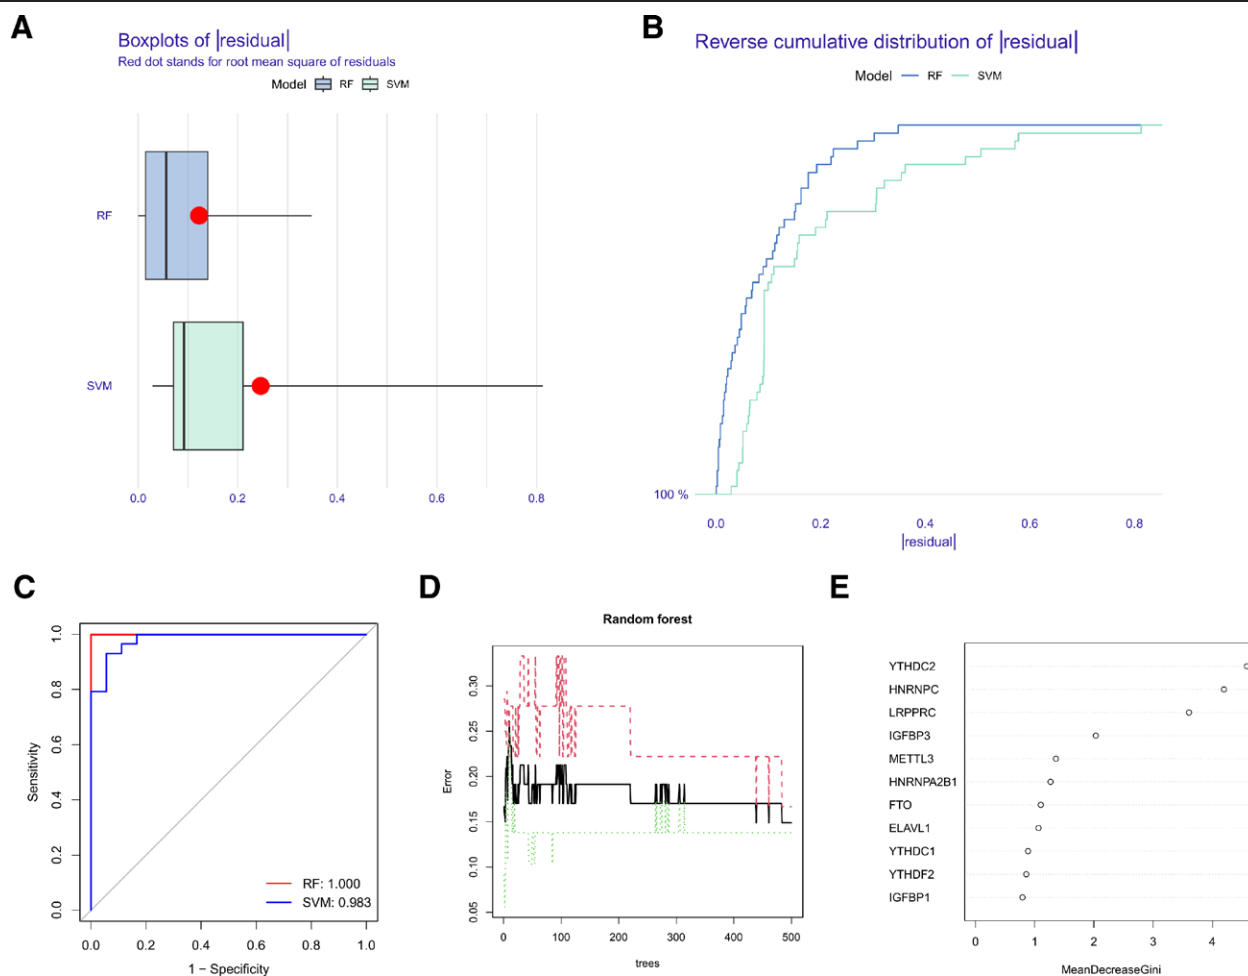 A
Boxplots of |residual|
Red dot stands for root mean square of residuals
Model RF SVM
RF
SVM
0.0 0.2 0.4 0.6 0.8
B
Reverse cumulative distribution of |residual|
Model RF SVM
100 %
0.0 0.2 0.4 0.6 0.8
|residual|
C
Sensitivity
1.0
0.8
0.6
0.4
0.2
0.0
RF: 1.000
SVM: 0.983
0.0 0.2 0.4 0.6 0.8 1.0
1 − Specificity
D
Random forest
Error
0.30
0.25
0.20
0.15
0.10
0.05
0 100 200 300 400 500
trees
E
YTHDC2
HNRNPC
LRPPRC
IGFBP3
METTL3
HNRNPA2B1
FTO
ELAVL1
YTHDC1
YTHDF2
IGFBP1
0 1 2 3 4
MeanDecreaseGini